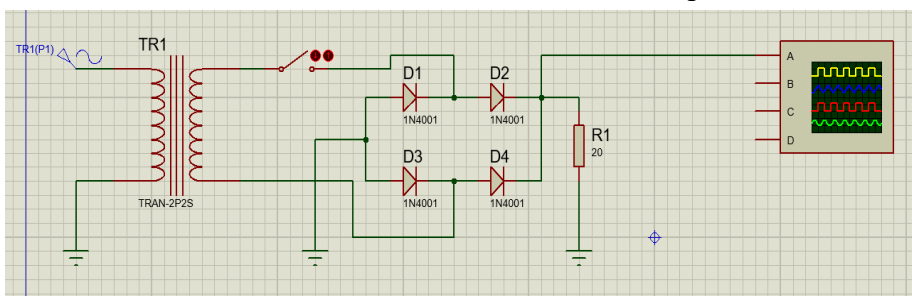 TR1(P1)
TR1
TRAN-2P2S
D1
1N4001
D2
1N4001
D3
1N4001
D4
1N4001
R1
20
A
B
C
D